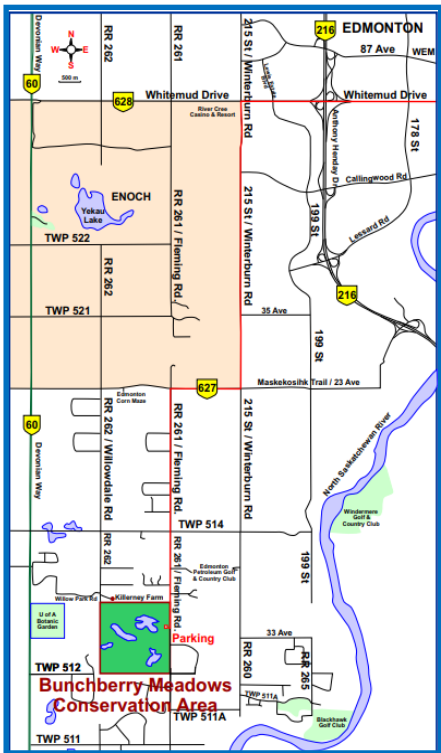 Devonian Way
N
W E
S
500 m
RR 262
RR 261
215 St / Winterburn Rd
216
EDMONTON
87 Ave
WEM
60
628
Whitemud Drive
Whitemud Drive
River Cree
Casino & Resort
Anthony Henday Dr
178 St
ENOCH
Yekau
Lake
Callingwood Rd
Lessard Rd
199 St
TWP 522
RR 262
RR 261 / Fleming Rd.
215 St / Winterburn Rd
216
TWP 521
35 Ave
199 St
627
Maskekosihk Trail / 23 Ave
Edmonton
Corn Maze
60
Devonian Way
RR 262 / Willowdale Rd
RR 261 / Fleming Rd.
215 St / Winterburn Rd
North Saskatchewan River
Windermere
Golf &
Country Club
TWP 514
RR 262
RR 261 / Fleming Rd.
Edmonton
Petroleum Golf
& Country Club
199 St
Willow Park Rd
Killerney Farm
U of A
Botanic
Garden
Parking
33 Ave
TWP 512
RR 260
RR 265
Bunchberry Meadows
Conservation Area
TWP 511A
TWP 511A
Blackhawk
Golf Club
TWP 511